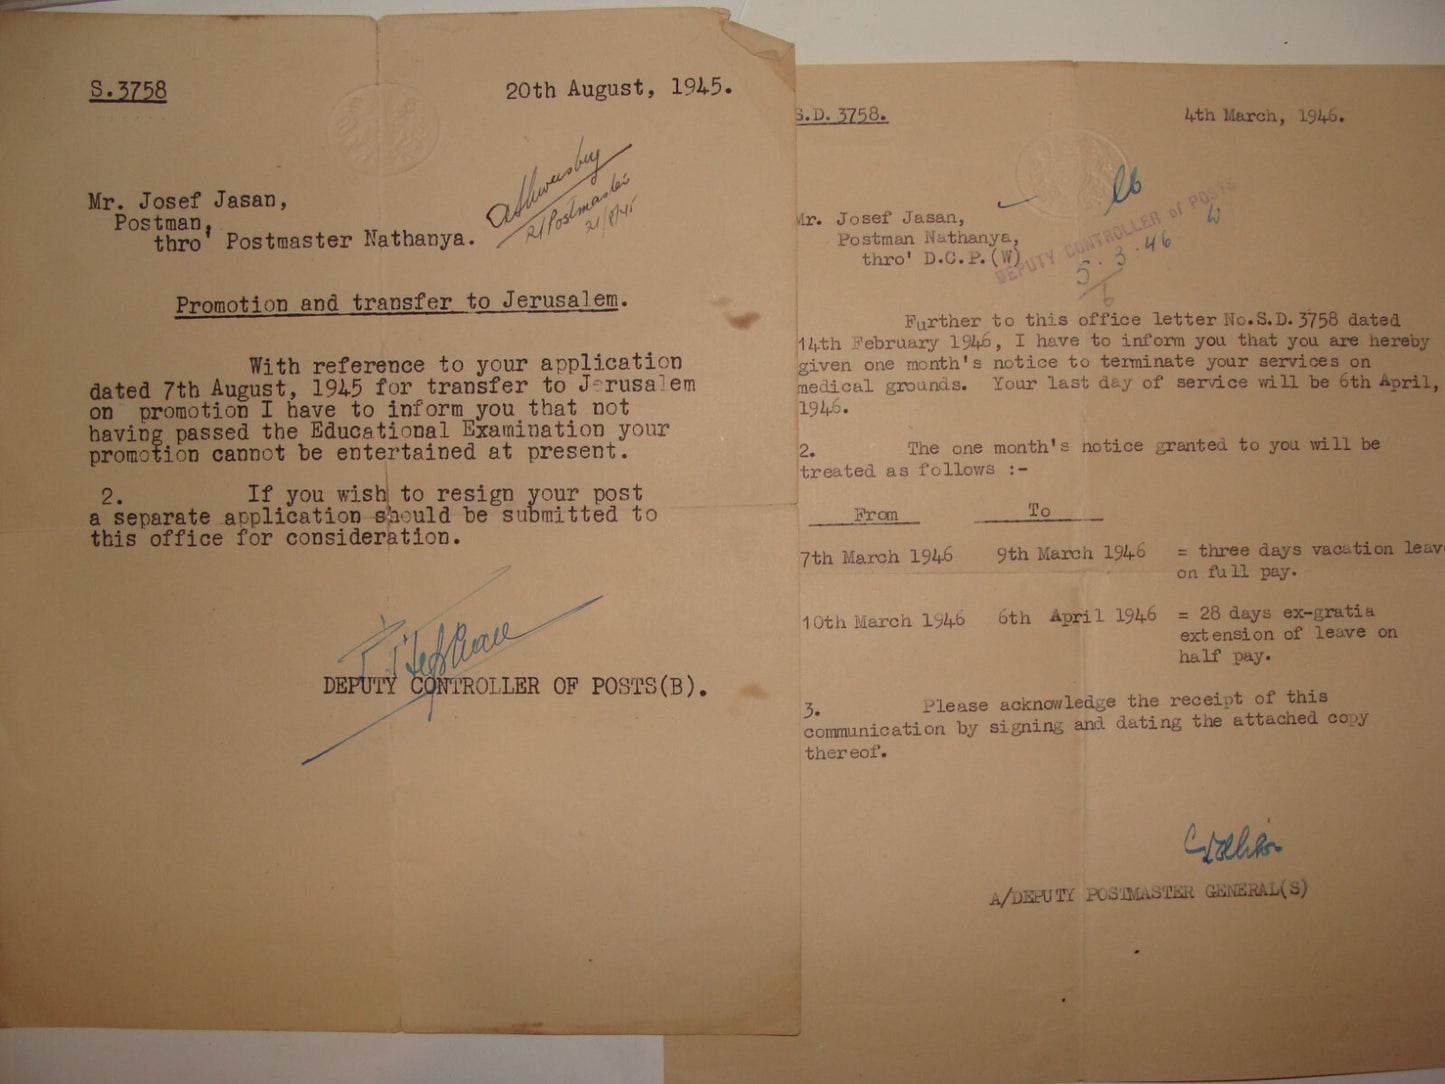 S.3758
20th August, 1945.
Mr. Josef Jasan,
Postman,
thro' Postmaster Nathanya.
Postmaster
21/8/45
Promotion and transfer to Jerusalem.
With reference to your application
dated 7th August, 1945 for transfer to Jerusalem
on promotion I have to inform you that not
having passed the Educational Examination your
promotion cannot be entertained at present.
2. If you wish to resign your post
a separate application should be submitted to
this office for consideration.
DEPUTY CONTROLLER OF POSTS(B).
S.D. 3758.
4th March, 1946.
Mr. Josef Jasan,
Postman Nathanya,
thro' D.C.P.(W)
DEPUTY CONTROLLER of POSTS
5.3.46
6
Further to this office letter No.S.D. 3758 dated
14th February 1946, I have to inform you that you are hereby
given one month's notice to terminate your services on
medical grounds. Your last day of service will be 6th April,
1946.
2. The one month's notice granted to you will be
treated as follows :-
From To
7th March 1946 9th March 1946 = three days vacation leav
on full pay.
10th March 1946 6th April 1946 = 28 days ex-gratia
extension of leave on
half pay.
3. Please acknowledge the receipt of this
communication by signing and dating the attached copy
thereof.
A/DEPUTY POSTMASTER GENERAL(S)